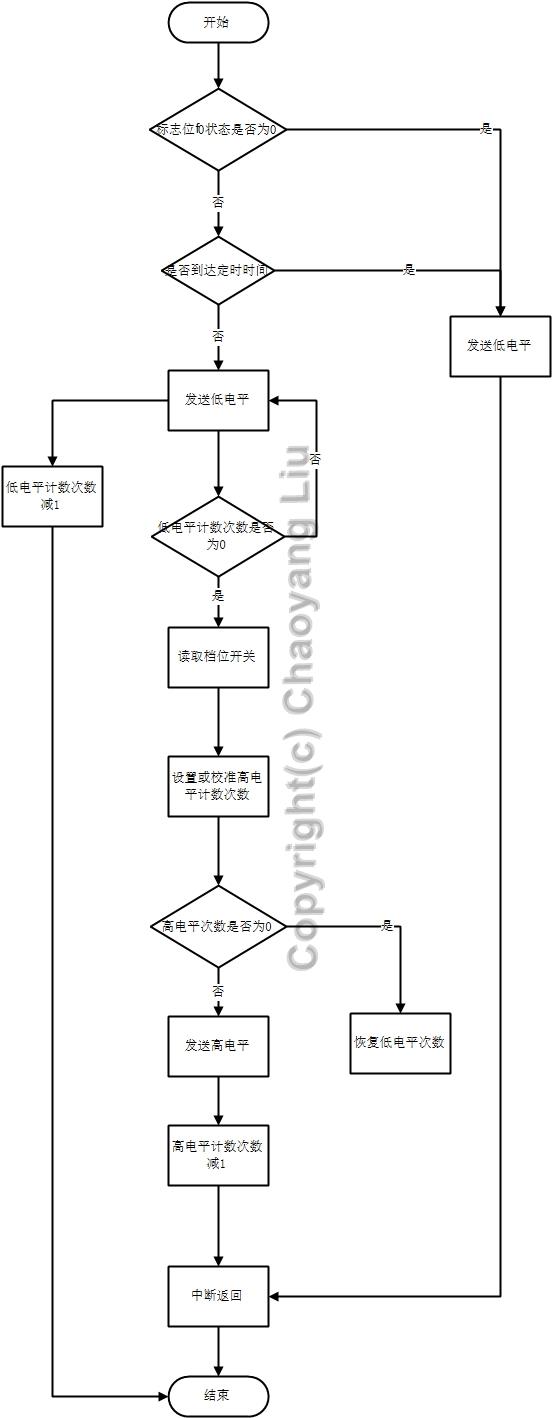 开始
标志位f0状态是否为0
是
否
是否到达定时时间
是
否
发送低电平
发送低电平
否
低电平计数次数
减1
低电平计数次数是否
为0
是
读取档位开关
设置或校准高电
平计数次数
高电平次数是否为0
是
否
发送高电平
恢复低电平次数
高电平计数次数
减1
中断返回
结束
Copyright(c) Chaoyang Liu